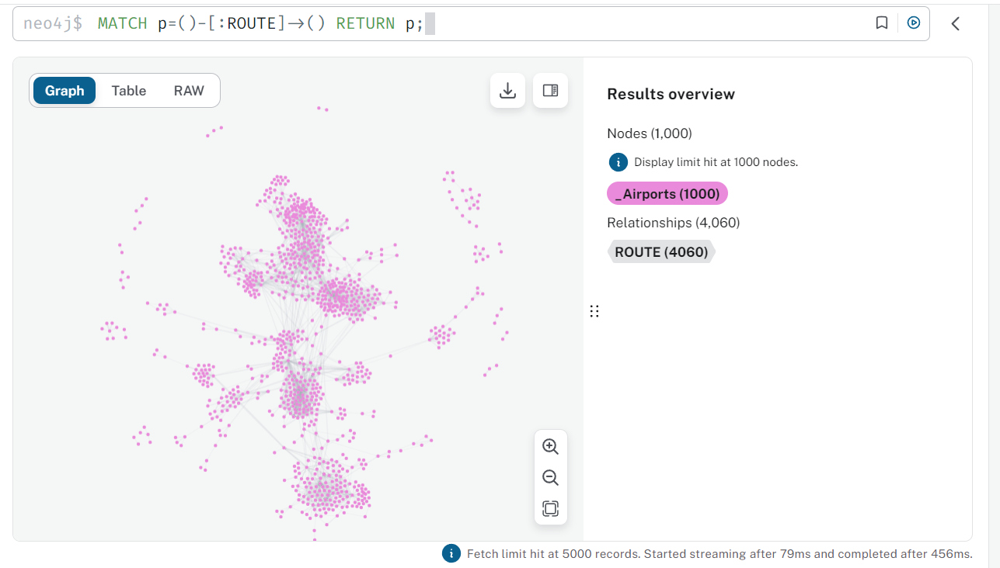 neo4j$ MATCH p=()-[:ROUTE]->() RETURN p;
Graph Table RAW
Results overview
Nodes (1,000)
i Display limit hit at 1000 nodes.
_Airports (1000)
Relationships (4,060)
ROUTE (4060)
i Fetch limit hit at 5000 records. Started streaming after 79ms and completed after 456ms.